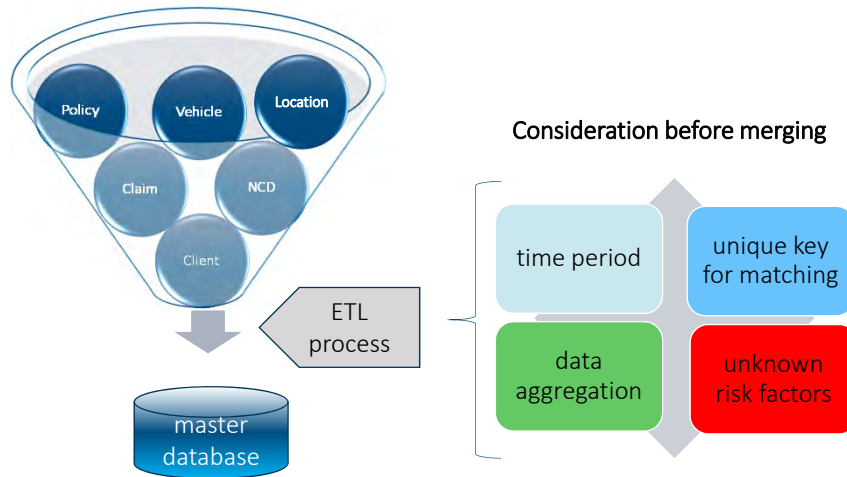 Policy
Vehicle
Location
Claim
NCD
Client
ETL
process
master
database
Consideration before merging
time period
unique key
for matching
data
aggregation
unknown
risk factors